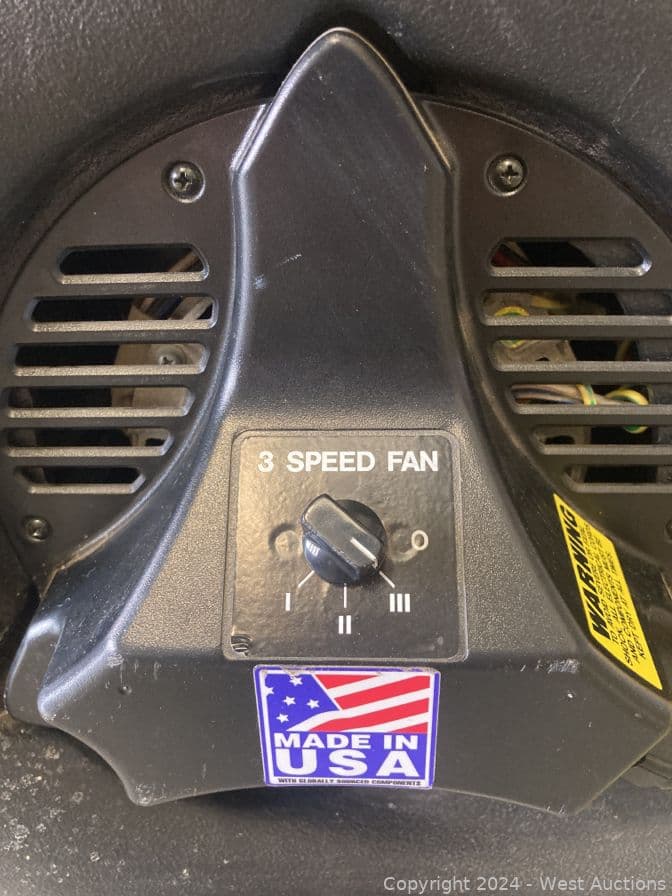 3 SPEED FAN
O
I
II
III
MADE IN
USA
WITH GLOBALLY SOURCED COMPONENTS
WARNING
Copyright 2024 - West Auctions